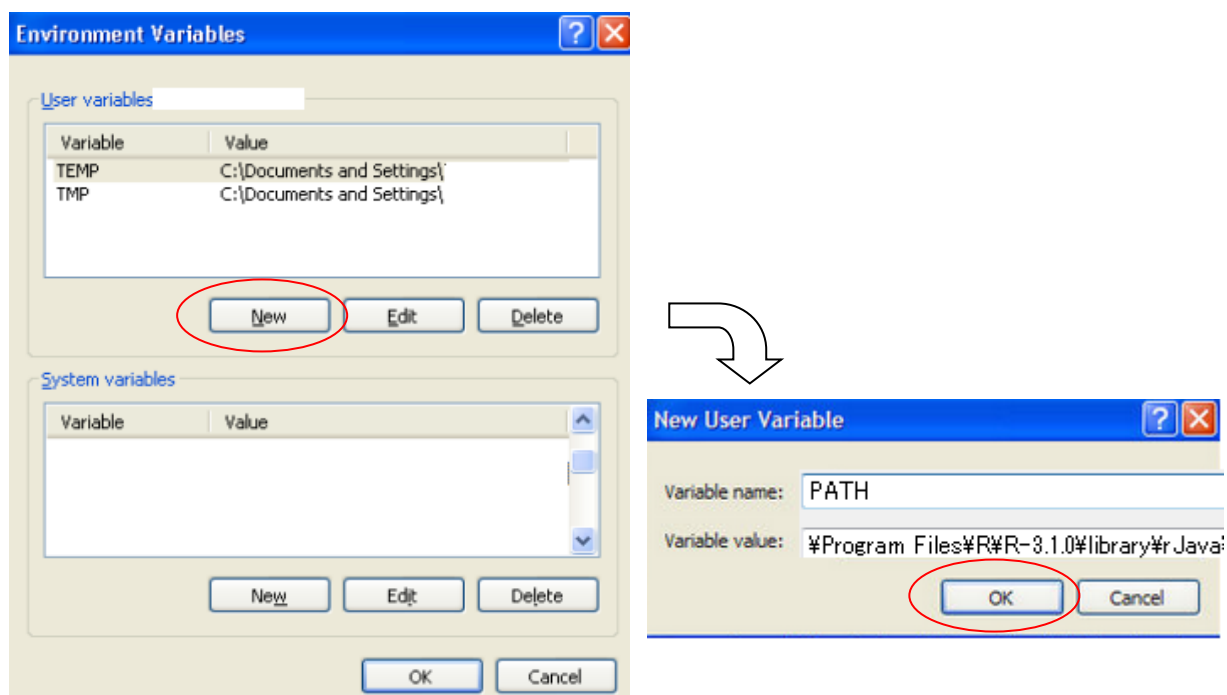 Environment Variables
User variables
Variable Value
TEMP C:\Documents and Settings\
TMP C:\Documents and Settings\
New Edit Delete
System variables
Variable Value
New Edit Delete
OK Cancel
New User Variable
Variable name: PATH
Variable value: ¥Program Files¥R¥R-3.1.0¥library¥rJava¥
OK Cancel